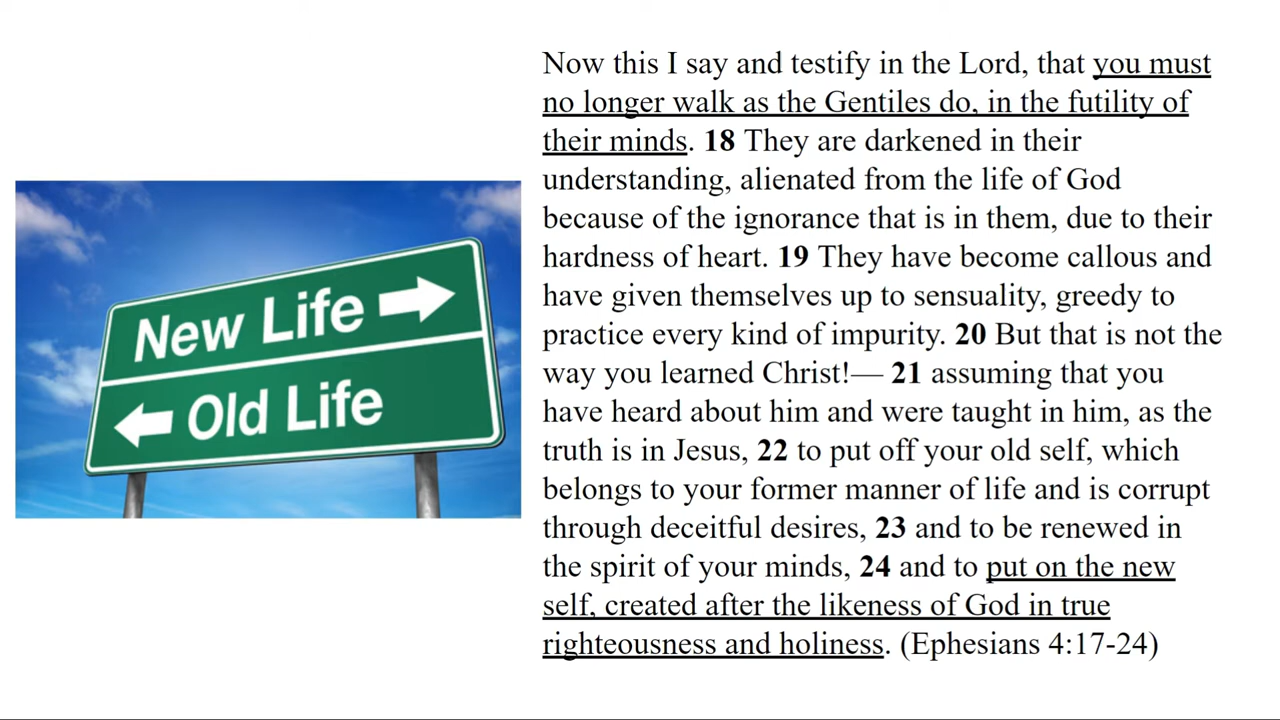 New Life
Old Life
Now this I say and testify in the Lord, that you must
no longer walk as the Gentiles do, in the futility of
their minds. 18 They are darkened in their
understanding, alienated from the life of God
because of the ignorance that is in them, due to their
hardness of heart. 19 They have become callous and
have given themselves up to sensuality, greedy to
practice every kind of impurity. 20 But that is not the
way you learned Christ!— 21 assuming that you
have heard about him and were taught in him, as the
truth is in Jesus, 22 to put off your old self, which
belongs to your former manner of life and is corrupt
through deceitful desires, 23 and to be renewed in
the spirit of your minds, 24 and to put on the new
self, created after the likeness of God in true
righteousness and holiness. (Ephesians 4:17-24)